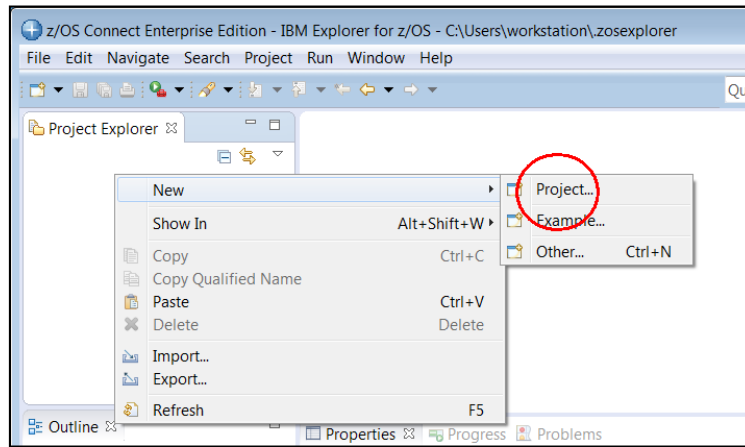 z/OS Connect Enterprise Edition - IBM Explorer for z/OS - C:\Users\workstation\.zosexplorer
File Edit Navigate Search Project Run Window Help
Qu
Project Explorer
New
Project...
Show In Alt+Shift+W
Example...
Other... Ctrl+N
Copy Ctrl+C
Copy Qualified Name
Paste Ctrl+V
Delete Delete
Import...
Export...
Refresh F5
Outline
Properties Progress Problems